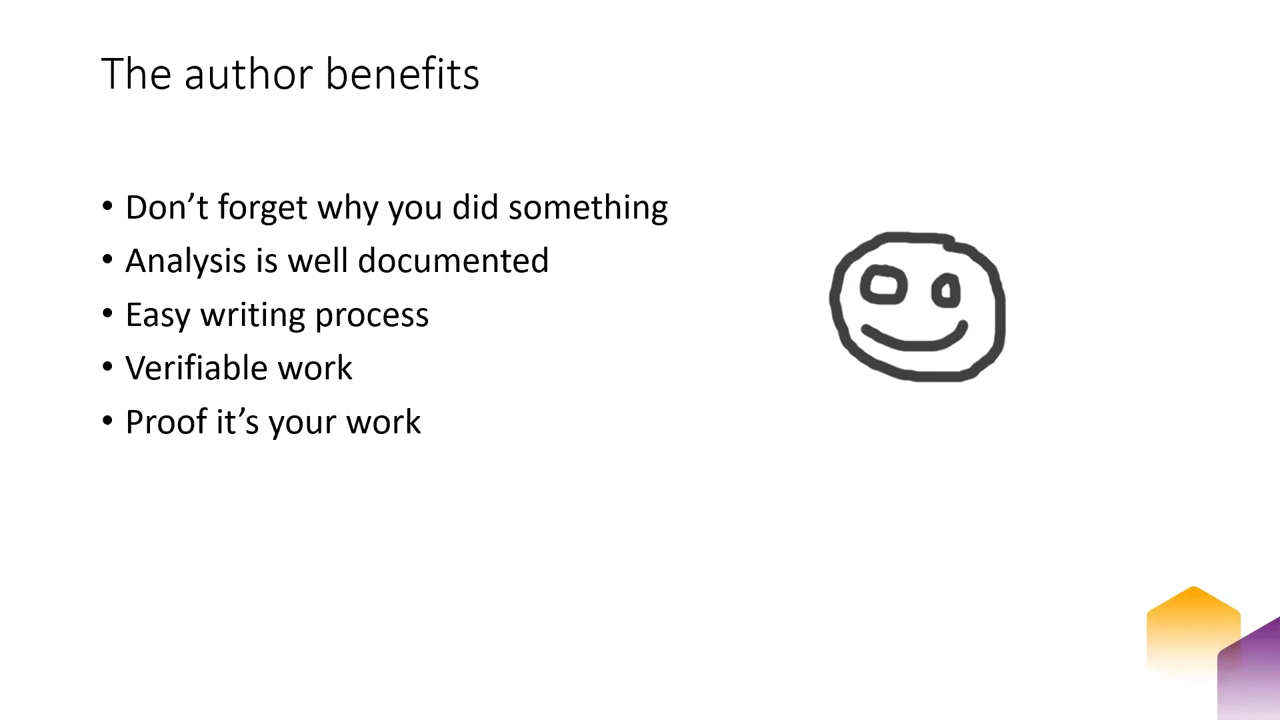 The author benefits
• Don’t forget why you did something
• Analysis is well documented
• Easy writing process
• Verifiable work
• Proof it’s your work